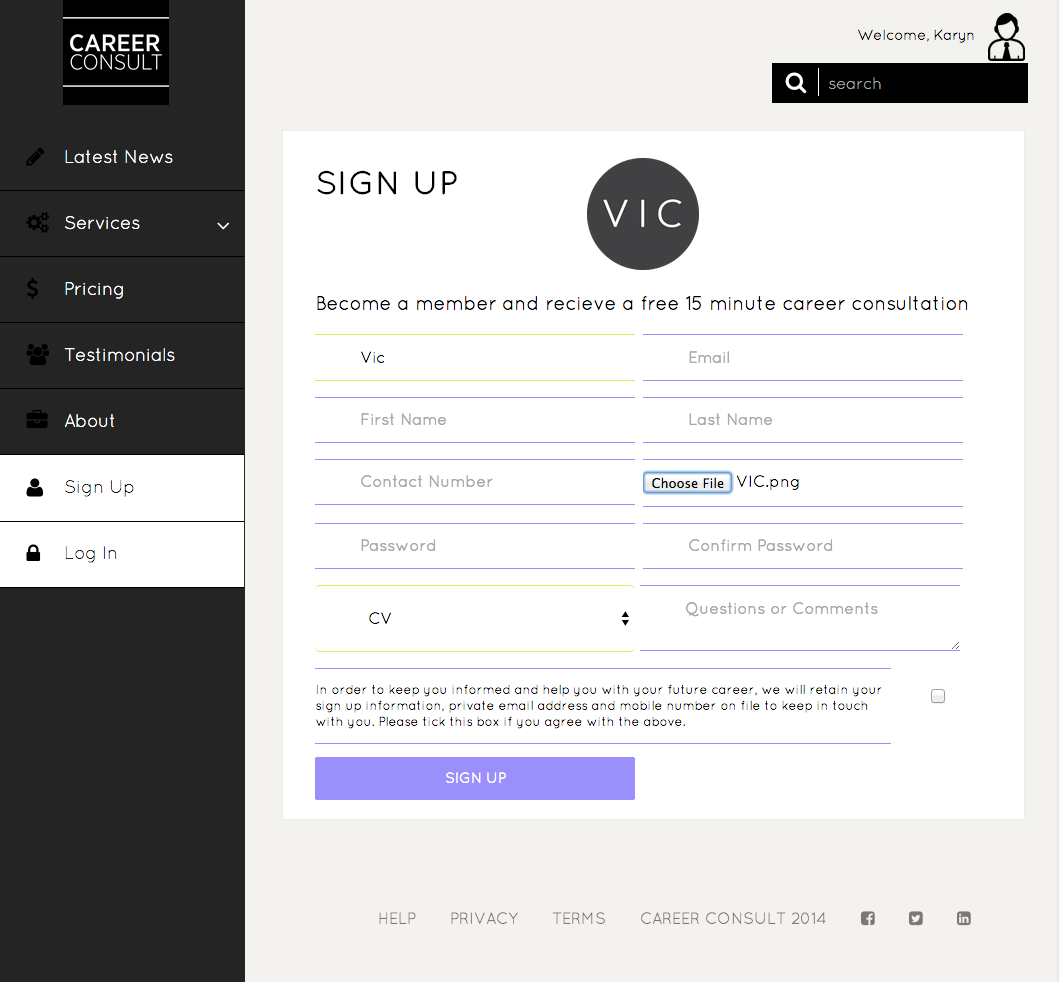 CAREER
CONSULT
Latest News
Services
Pricing
Testimonials
About
Sign Up
Log In
Welcome, Karyn
search
SIGN UP
VIC
Become a member and recieve a free 15 minute career consultation
Vic
Email
First Name
Last Name
Contact Number
Choose File VIC.png
Password
Confirm Password
CV
Questions or Comments
In order to keep you informed and help you with your future career, we will retain your
sign up information, private email address and mobile number on file to keep in touch
with you. Please tick this box if you agree with the above.
SIGN UP
HELP PRIVACY TERMS CAREER CONSULT 2014